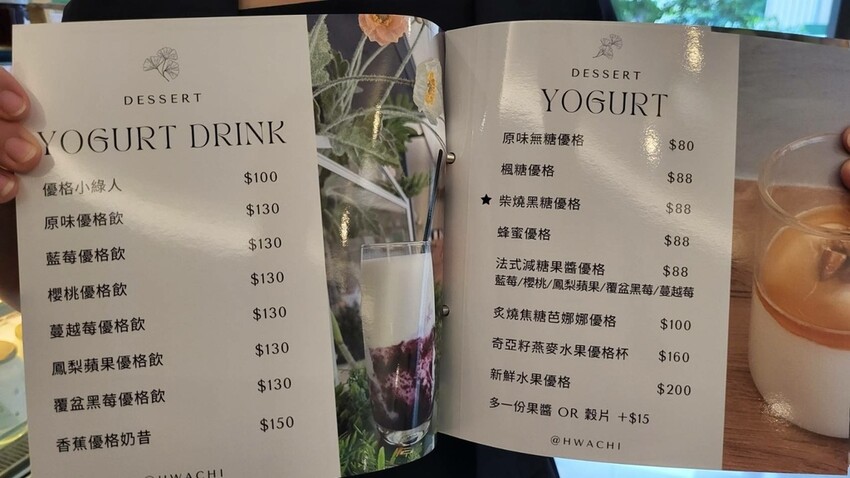 DESSERT
YOGURT DRINK
優格小綠人 $100
原味優格飲 $130
藍莓優格飲 $130
櫻桃優格飲 $130
蔓越莓優格飲 $130
鳳梨蘋果優格飲 $130
覆盆黑莓優格飲 $130
香蕉優格奶昔 $150
@HWACHI
DESSERT
YOGURT
原味無糖優格 $80
楓糖優格 $88
★ 柴燒黑糖優格 $88
蜂蜜優格 $88
法式減糖果醬優格 $88
藍莓/櫻桃/鳳梨蘋果/覆盆黑莓/蔓越莓
炙燒焦糖芭娜娜優格 $100
奇亞籽燕麥水果優格杯 $160
新鮮水果優格 $200
多一份果醬 OR 穀片 +$15
@HWACHI